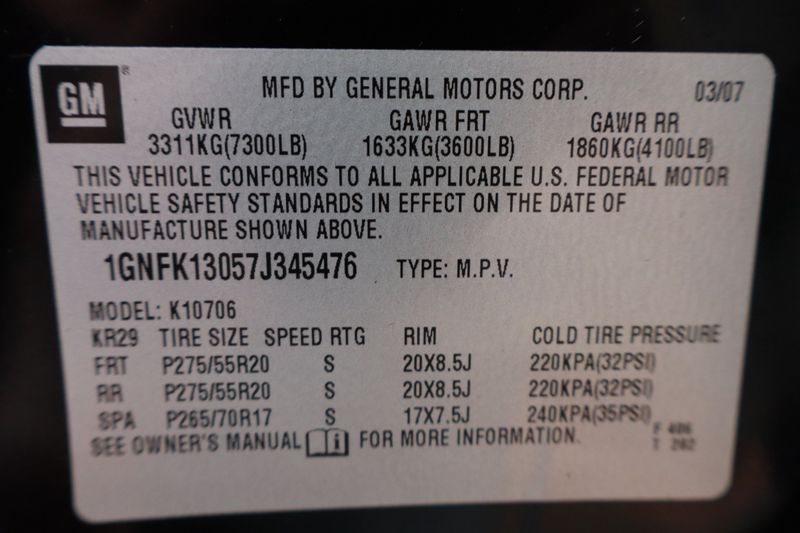 GM ®
MFD BY GENERAL MOTORS CORP. 03/07
GVWR GAWR FRT GAWR RR
3311KG(7300LB) 1633KG(3600LB) 1860KG(4100LB)
THIS VEHICLE CONFORMS TO ALL APPLICABLE U.S. FEDERAL MOTOR
VEHICLE SAFETY STANDARDS IN EFFECT ON THE DATE OF
MANUFACTURE SHOWN ABOVE.
1GNFK13057J345476 TYPE: M.P.V.
MODEL: K10706
KR29 TIRE SIZE SPEED RTG RIM COLD TIRE PRESSURE
FRT P275/55R20 S 20X8.5J 220KPA(32PSI)
RR P275/55R20 S 20X8.5J 220KPA(32PSI)
SPA P265/70R17 S 17X7.5J 240KPA(35PSI)
SEE OWNER'S MANUAL i FOR MORE INFORMATION.